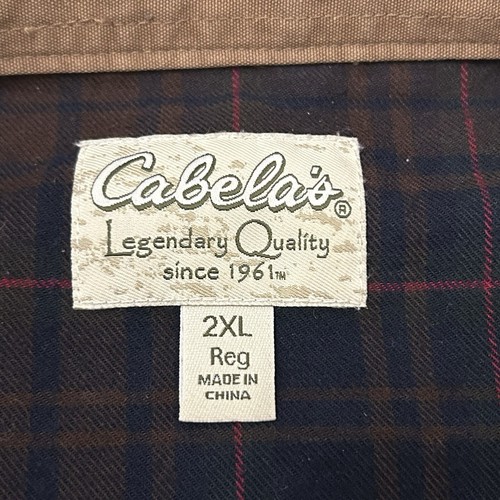 Cabela's®
Legendary Quality
since 1961™
2XL
Reg
MADE IN
CHINA